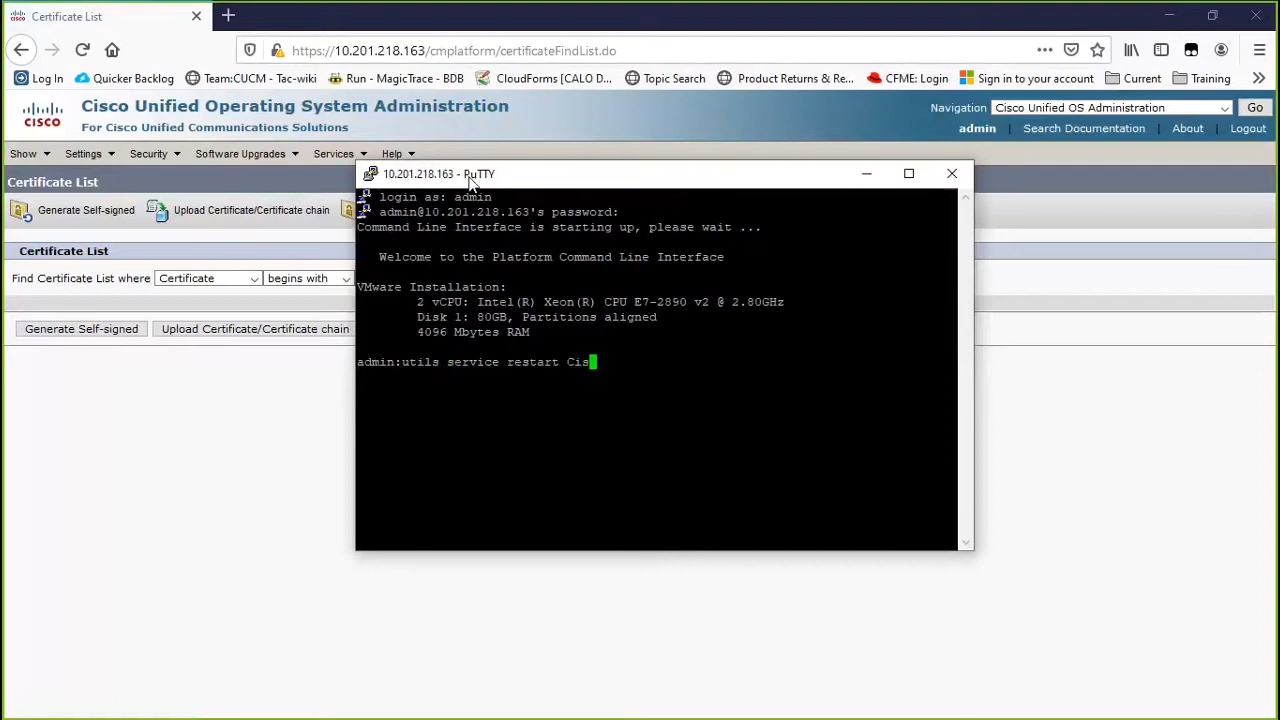 Certificate List
https://10.201.218.163/cmplatform/certificateFindList.do
Log In Quicker Backlog Team:CUCM - Tac-wiki Run - MagicTrace - BDB CloudForms [CALO D... Topic Search Product Returns & Re... CFME: Login Sign in to your account Current Training
Cisco Unified Operating System Administration
For Cisco Unified Communications Solutions
CISCO
Navigation Cisco Unified OS Administration Go
admin Search Documentation About Logout
Show Settings Security Software Upgrades Services Help
Certificate List
Generate Self-signed Upload Certificate/Certificate chain
Certificate List
Find Certificate List where Certificate begins with
Generate Self-signed Upload Certificate/Certificate chain
10.201.218.163 - PuTTY
login as: admin
admin@10.201.218.163's password:
Command Line Interface is starting up, please wait ...
Welcome to the Platform Command Line Interface
VMware Installation:
2 vCPU: Intel(R) Xeon(R) CPU E7-2890 v2 @ 2.80GHz
Disk 1: 80GB, Partitions aligned
4096 Mbytes RAM
admin:utils service restart Cis